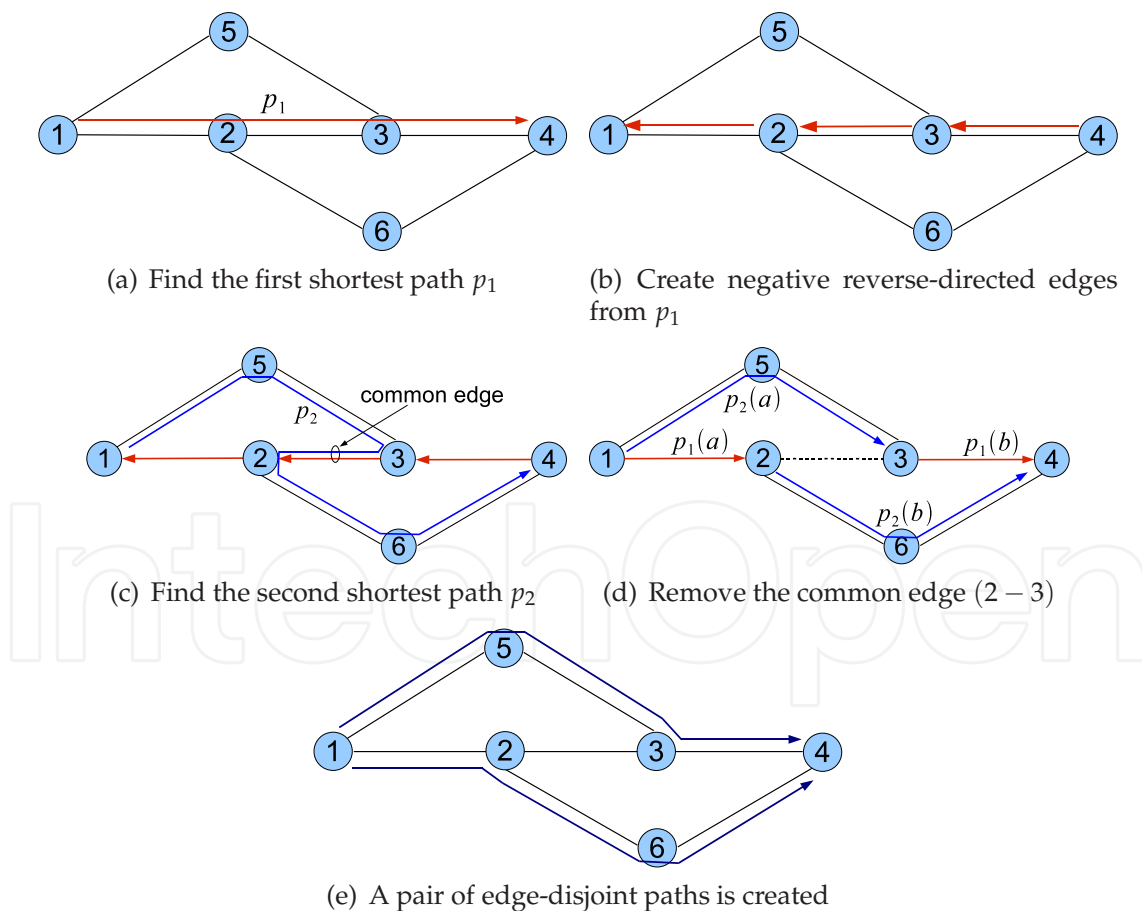 5
p1
1
2
3
4
6
(a) Find the first shortest path p1
5
1
2
3
4
6
(b) Create negative reverse-directed edges
from p1
5
common edge
p2
1
2
3
4
6
(c) Find the second shortest path p2
5
p2(a)
p1(a)
p1(b)
1
2
3
4
p2(b)
6
(d) Remove the common edge (2 − 3)
IntechOpen
5
1
2
3
4
6
(e) A pair of edge-disjoint paths is created